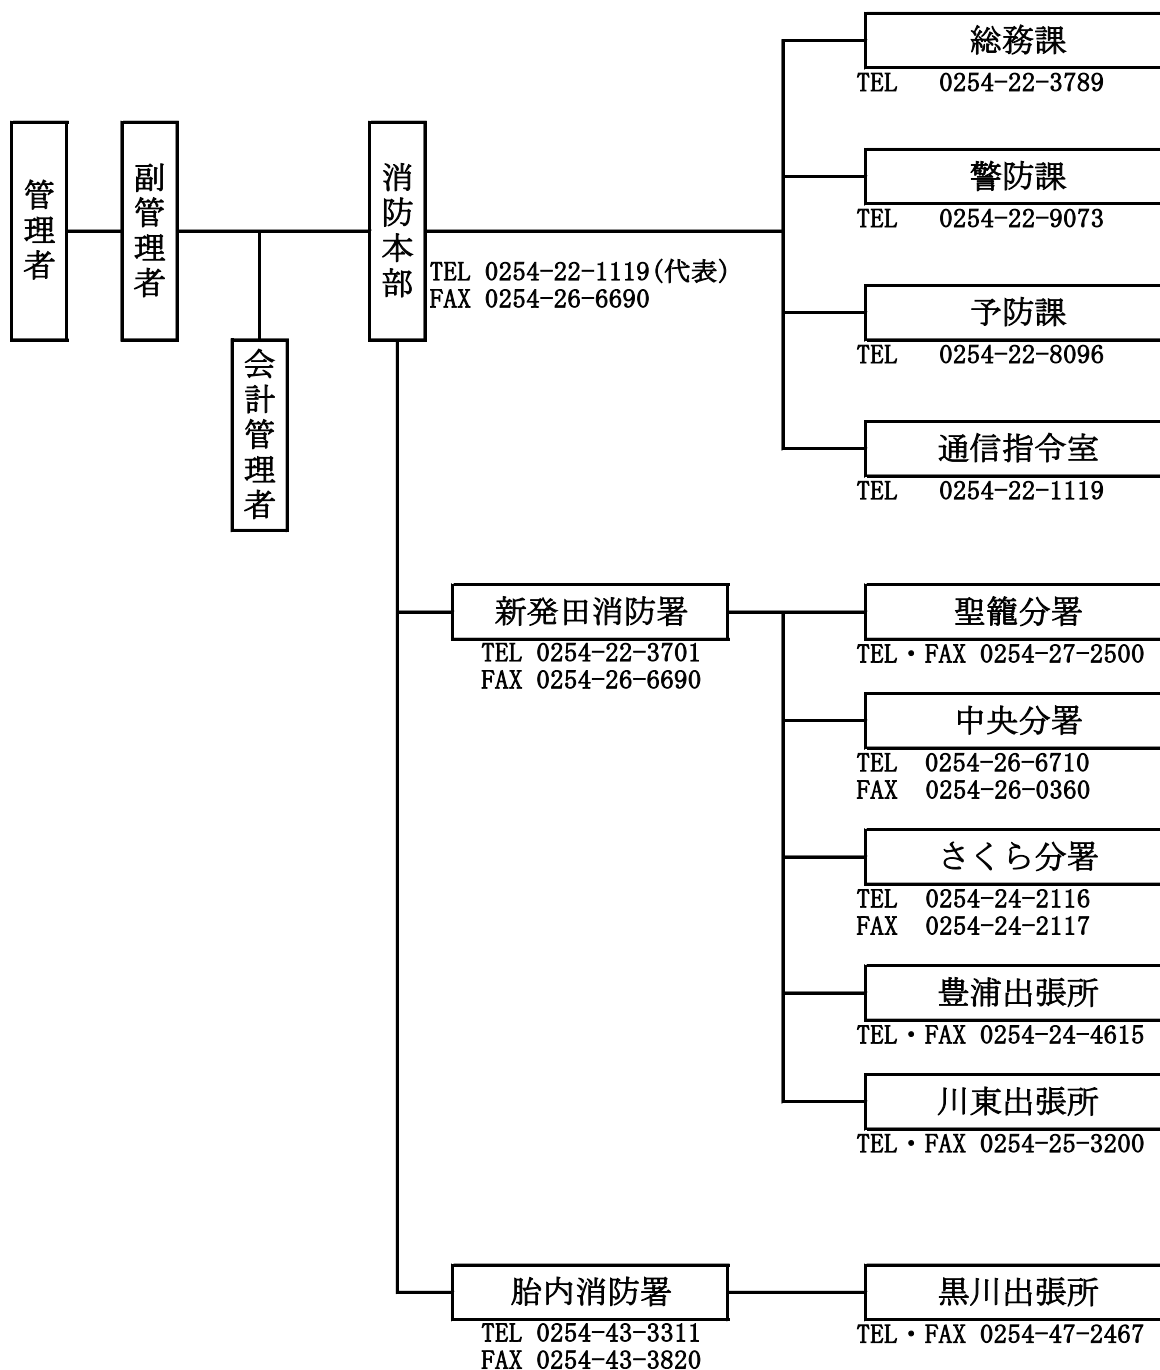 管理者
副管理者
会計管理者
消防本部
TEL 0254-22-1119(代表)
FAX 0254-26-6690
総務課
TEL 0254-22-3789
警防課
TEL 0254-22-9073
予防課
TEL 0254-22-8096
通信指令室
TEL 0254-22-1119
新発田消防署
TEL 0254-22-3701
FAX 0254-26-6690
聖籠分署
TEL・FAX 0254-27-2500
中央分署
TEL 0254-26-6710
FAX 0254-26-0360
さくら分署
TEL 0254-24-2116
FAX 0254-24-2117
豊浦出張所
TEL・FAX 0254-24-4615
川東出張所
TEL・FAX 0254-25-3200
胎内消防署
TEL 0254-43-3311
FAX 0254-43-3820
黒川出張所
TEL・FAX 0254-47-2467